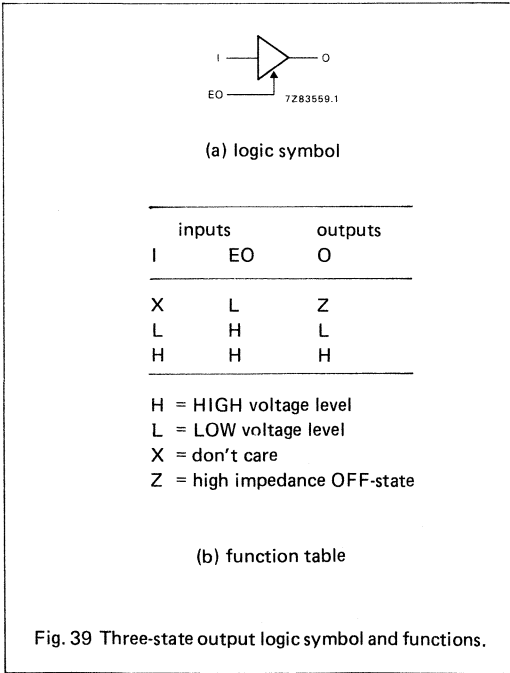 I O
EO 7Z83559.1
(a) logic symbol
inputs outputs
I EO O
X L Z
L H L
H H H
H = HIGH voltage level
L = LOW voltage level
X = don't care
Z = high impedance OFF-state
(b) function table
Fig. 39 Three-state output logic symbol and functions.